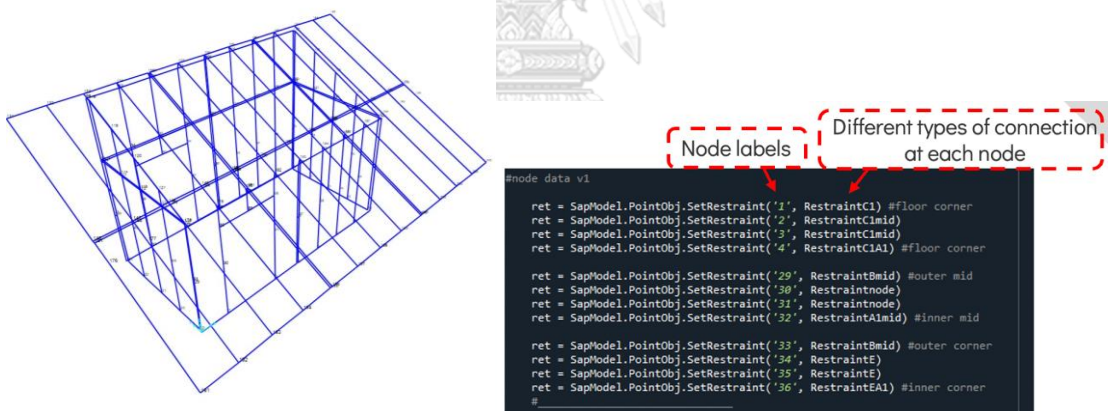 Node labels
Different types of connection
at each node
#node data v1
ret = SapModel.PointObj.SetRestraint('1', RestraintC1) #floor corner
ret = SapModel.PointObj.SetRestraint('2', RestraintC1mid)
ret = SapModel.PointObj.SetRestraint('3', RestraintC1mid)
ret = SapModel.PointObj.SetRestraint('4', RestraintC1A1) #floor corner
ret = SapModel.PointObj.SetRestraint('29', RestraintBmid) #outer mid
ret = SapModel.PointObj.SetRestraint('30', Restraintnode)
ret = SapModel.PointObj.SetRestraint('31', Restraintnode)
ret = SapModel.PointObj.SetRestraint('32', RestraintA1mid) #inner mid
ret = SapModel.PointObj.SetRestraint('33', RestraintBmid) #outer corner
ret = SapModel.PointObj.SetRestraint('34', RestraintE)
ret = SapModel.PointObj.SetRestraint('35', RestraintE)
ret = SapModel.PointObj.SetRestraint('36', RestraintEA1) #inner corner
#